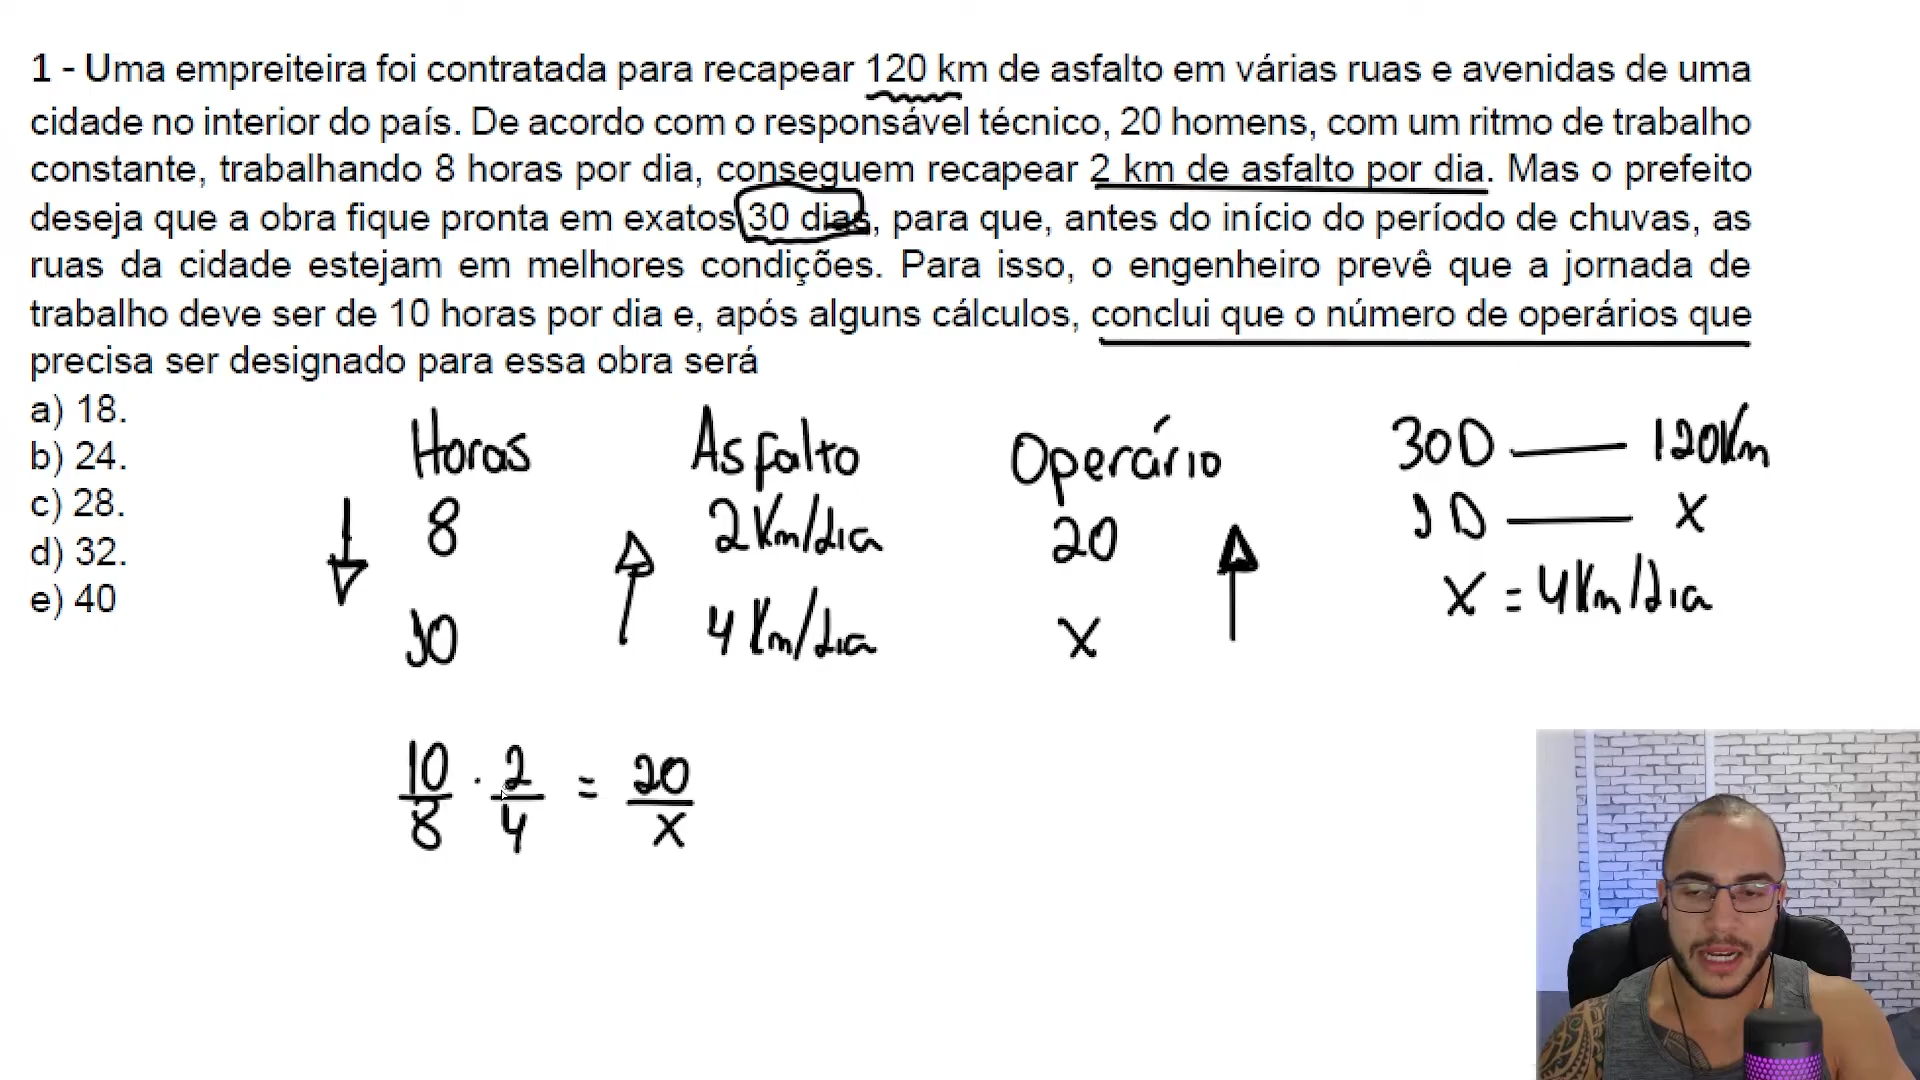 1 - Uma empreiteira foi contratada para recapear 120 km de asfalto em várias ruas e avenidas de uma
cidade no interior do país. De acordo com o responsável técnico, 20 homens, com um ritmo de trabalho
constante, trabalhando 8 horas por dia, conseguem recapear 2 km de asfalto por dia. Mas o prefeito
deseja que a obra fique pronta em exatos 30 dias, para que, antes do início do período de chuvas, as
ruas da cidade estejam em melhores condições. Para isso, o engenheiro prevê que a jornada de
trabalho deve ser de 10 horas por dia e, após alguns cálculos, conclui que o número de operários que
precisa ser designado para essa obra será
a) 18.
b) 24.
c) 28.
d) 32.
e) 40
Horas Asfalto Operário
8 2Km/dia 20
10 4Km/dia x
30D — 120Km
1D — x
x = 4Km/dia
10/8 · 2/4 = 20/x